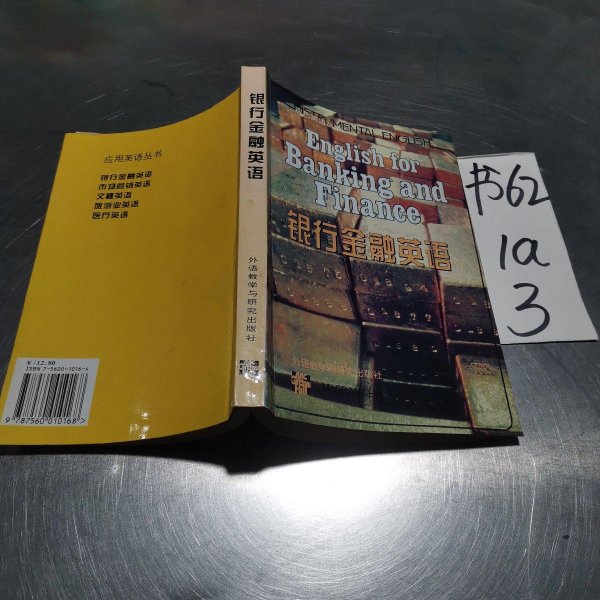 应用英语丛书
银行金融英语
市场营销英语
文秘英语
旅游业英语
医疗英语
¥:12.80
ISBN 7-5600-1016-4
9 787560 010168 >
银行金融英语
外语教学与研究出版社
INSTRUMENTAL ENGLISH
English for
Banking and
Finance
银行金融英语
外语教学与研究出版社
书62
1a
3